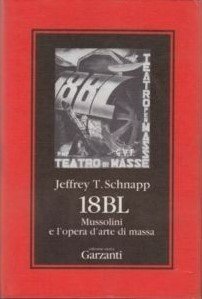 TEATRO DI MASSE
18BL
TEATRO DI MASSE
Jeffrey T. Schnapp
18BL
Mussolini
e l'opera d'arte di massa
Garzanti